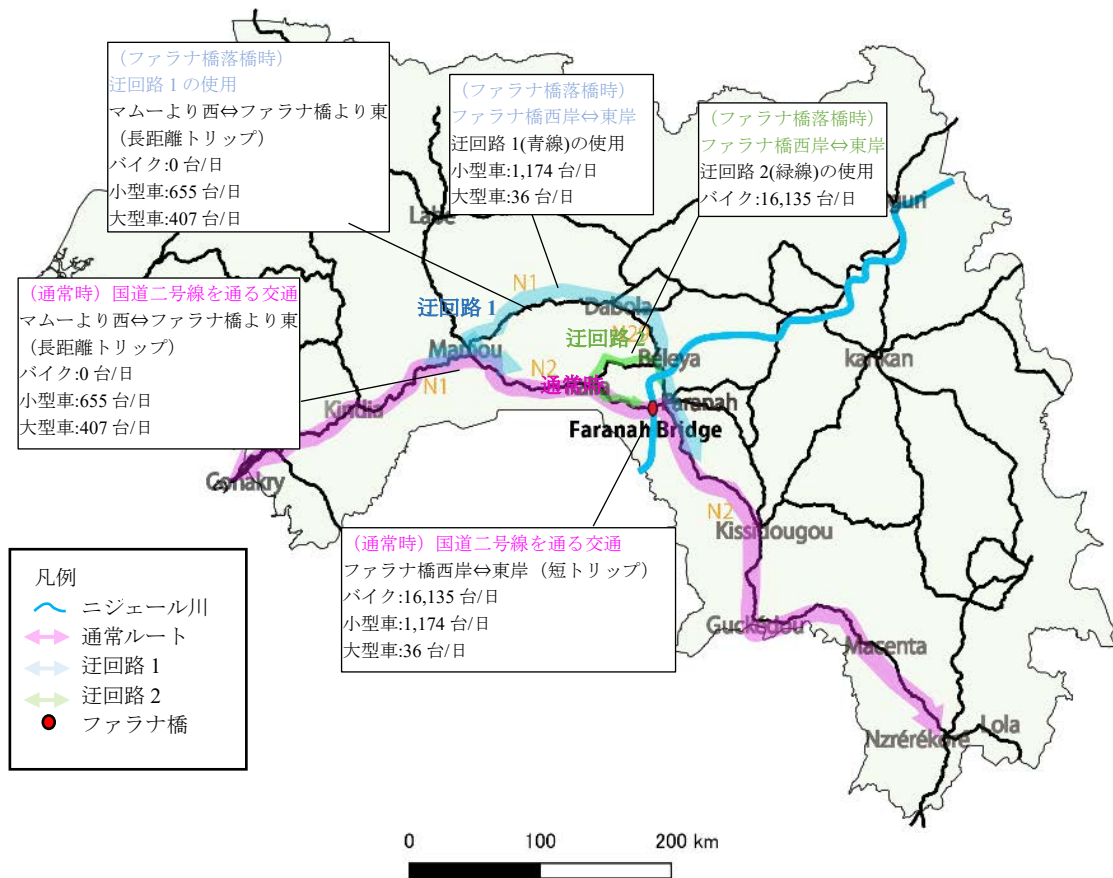 （ファラナ橋落橋時）
迂回路 1 の使用
マムーより西⇔ファラナ橋より東
（長距離トリップ）
バイク:0 台/日
小型車:655 台/日
大型車:407 台/日
（ファラナ橋落橋時）
ファラナ橋西岸⇔東岸
迂回路 1(青線)の使用
小型車:1,174 台/日
大型車:36 台/日
（ファラナ橋落橋時）
ファラナ橋西岸⇔東岸
迂回路 2(緑線)の使用
バイク:16,135 台/日
（通常時）国道二号線を通る交通
マムーより西⇔ファラナ橋より東
（長距離トリップ）
バイク:0 台/日
小型車:655 台/日
大型車:407 台/日
Labé
N1
迂回路 1
Dabola
N29
迂回路 2
Mamou
Béleya
kankan
N2
通常時
N1
Kindia
Faranah
Faranah Bridge
Conakry
N2
Kissidougou
（通常時）国道二号線を通る交通
ファラナ橋西岸⇔東岸（短トリップ）
バイク:16,135 台/日
小型車:1,174 台/日
大型車:36 台/日
Guckédou
Macenta
Nzrérékoré
Lola
凡例
ニジェール川
通常ルート
迂回路 1
迂回路 2
ファラナ橋
0 100 200 km